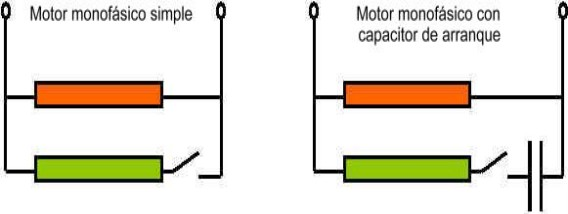 Motor monofásico simple
Motor monofásico con
capacitor de arranque